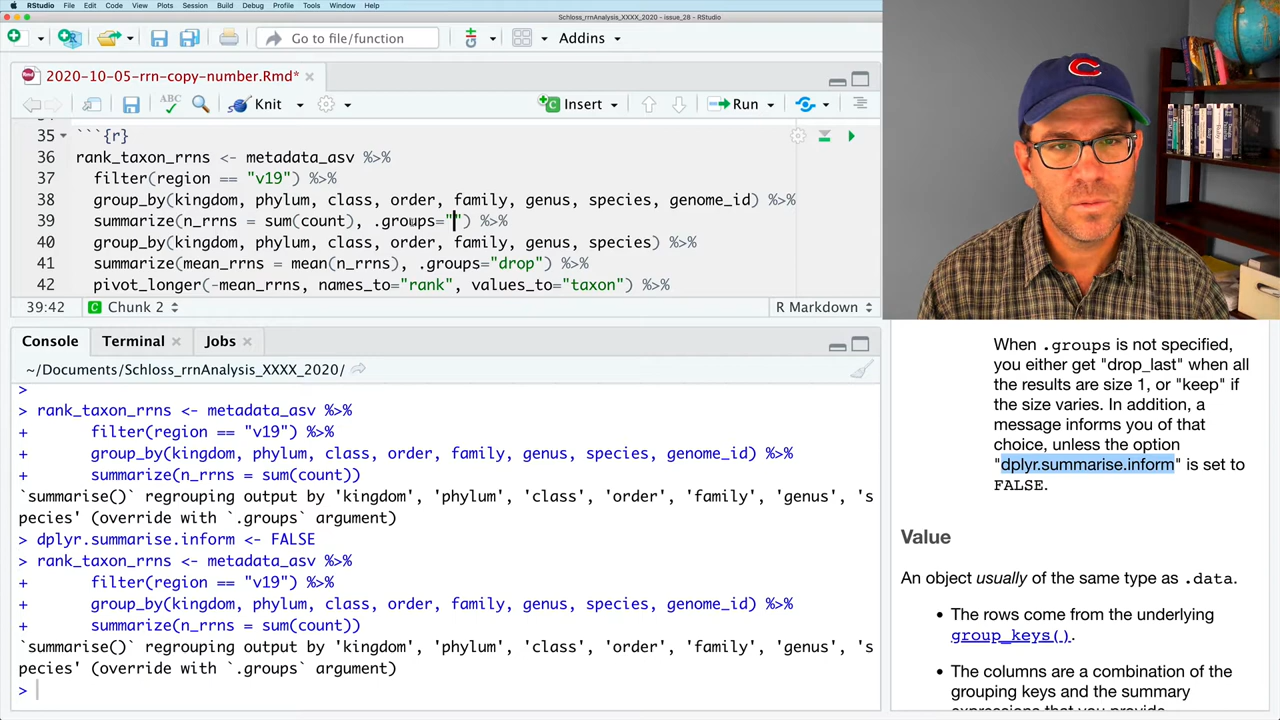 RStudio File Edit Code View Plots Session Build Debug Profile Tools Window Help
Schloss_rrnAnalysis_XXXX_2020 - issue_28 - RStudio
Go to file/function Addins
2020-10-05-rrn-copy-number.Rmd*
ABC Knit Insert Run
35 ```{r}
36 rank_taxon_rrns <- metadata_asv %>%
37 filter(region == "v19") %>%
38 group_by(kingdom, phylum, class, order, family, genus, species, genome_id) %>%
39 summarize(n_rrns = sum(count), .groups="") %>%
40 group_by(kingdom, phylum, class, order, family, genus, species) %>%
41 summarize(mean_rrns = mean(n_rrns), .groups="drop") %>%
42 pivot_longer(-mean_rrns, names_to="rank", values_to="taxon") %>%
39:42 Chunk 2 R Markdown
Console Terminal Jobs
~/Documents/Schloss_rrnAnalysis_XXXX_2020/
>
> rank_taxon_rrns <- metadata_asv %>%
+ filter(region == "v19") %>%
+ group_by(kingdom, phylum, class, order, family, genus, species, genome_id) %>%
+ summarize(n_rrns = sum(count))
`summarise()` regrouping output by 'kingdom', 'phylum', 'class', 'order', 'family', 'genus', 's
pecies' (override with `.groups` argument)
> dplyr.summarise.inform <- FALSE
> rank_taxon_rrns <- metadata_asv %>%
+ filter(region == "v19") %>%
+ group_by(kingdom, phylum, class, order, family, genus, species, genome_id) %>%
+ summarize(n_rrns = sum(count))
`summarise()` regrouping output by 'kingdom', 'phylum', 'class', 'order', 'family', 'genus', 's
pecies' (override with `.groups` argument)
>
When .groups is not specified,
you either get "drop_last" when all
the results are size 1, or "keep" if
the size varies. In addition, a
message informs you of that
choice, unless the option
"dplyr.summarise.inform" is set to
FALSE.
Value
An object usually of the same type as .data.
• The rows come from the underlying
group_keys().
• The columns are a combination of the
grouping keys and the summary
expressions that you provide.